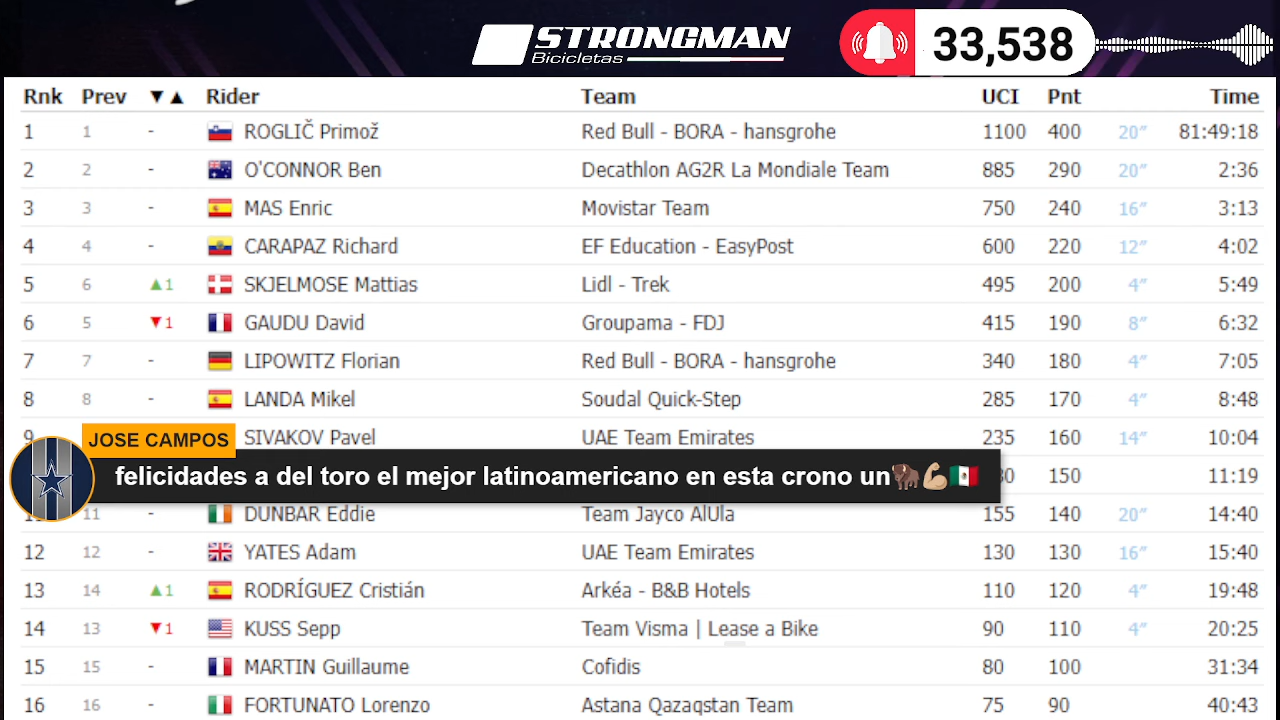 STRONGMAN
Bicicletas
33,538
Rnk Prev ▼▲ Rider Team UCI Pnt Time
1 1 - ROGLIČ Primož Red Bull - BORA - hansgrohe 1100 400 20″ 81:49:18
2 2 - O'CONNOR Ben Decathlon AG2R La Mondiale Team 885 290 20″ 2:36
3 3 - MAS Enric Movistar Team 750 240 16″ 3:13
4 4 - CARAPAZ Richard EF Education - EasyPost 600 220 12″ 4:02
5 6 ▲1 SKJELMOSE Mattias Lidl - Trek 495 200 4″ 5:49
6 5 ▼1 GAUDU David Groupama - FDJ 415 190 8″ 6:32
7 7 - LIPOWITZ Florian Red Bull - BORA - hansgrohe 340 180 4″ 7:05
8 8 - LANDA Mikel Soudal Quick-Step 285 170 4″ 8:48
9 SIVAKOV Pavel UAE Team Emirates 235 160 14″ 10:04
JOSE CAMPOS
felicidades a del toro el mejor latinoamericano en esta crono un🦬💪🏼🇲🇽
150 11:19
11 - DUNBAR Eddie Team Jayco AlUla 155 140 20″ 14:40
12 12 - YATES Adam UAE Team Emirates 130 130 16″ 15:40
13 14 ▲1 RODRÍGUEZ Cristián Arkéa - B&B Hotels 110 120 4″ 19:48
14 13 ▼1 KUSS Sepp Team Visma | Lease a Bike 90 110 4″ 20:25
15 15 - MARTIN Guillaume Cofidis 80 100 31:34
16 16 - FORTUNATO Lorenzo Astana Qazaqstan Team 75 90 40:43